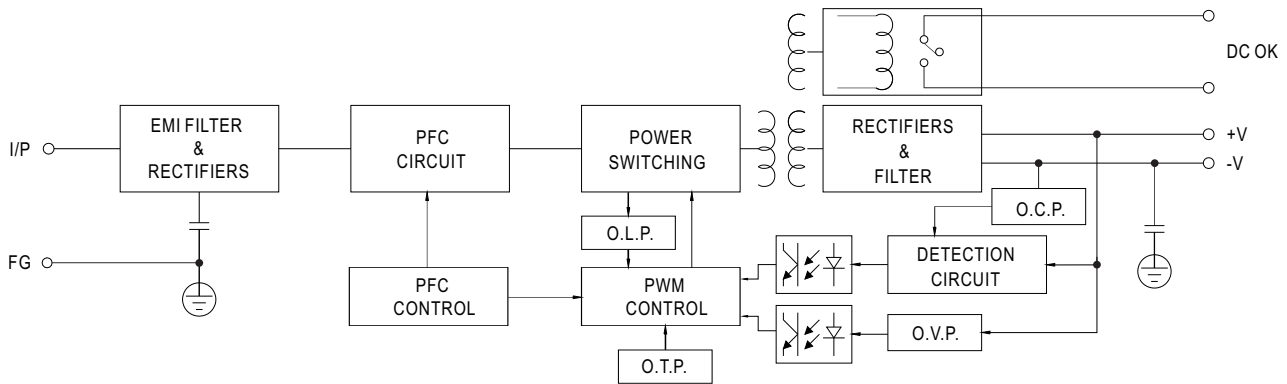 DC OK
I/P
EMI FILTER
&
RECTIFIERS
PFC
CIRCUIT
POWER
SWITCHING
RECTIFIERS
&
FILTER
+V
-V
O.L.P.
O.C.P.
FG
PFC
CONTROL
PWM
CONTROL
DETECTION
CIRCUIT
O.V.P.
O.T.P.